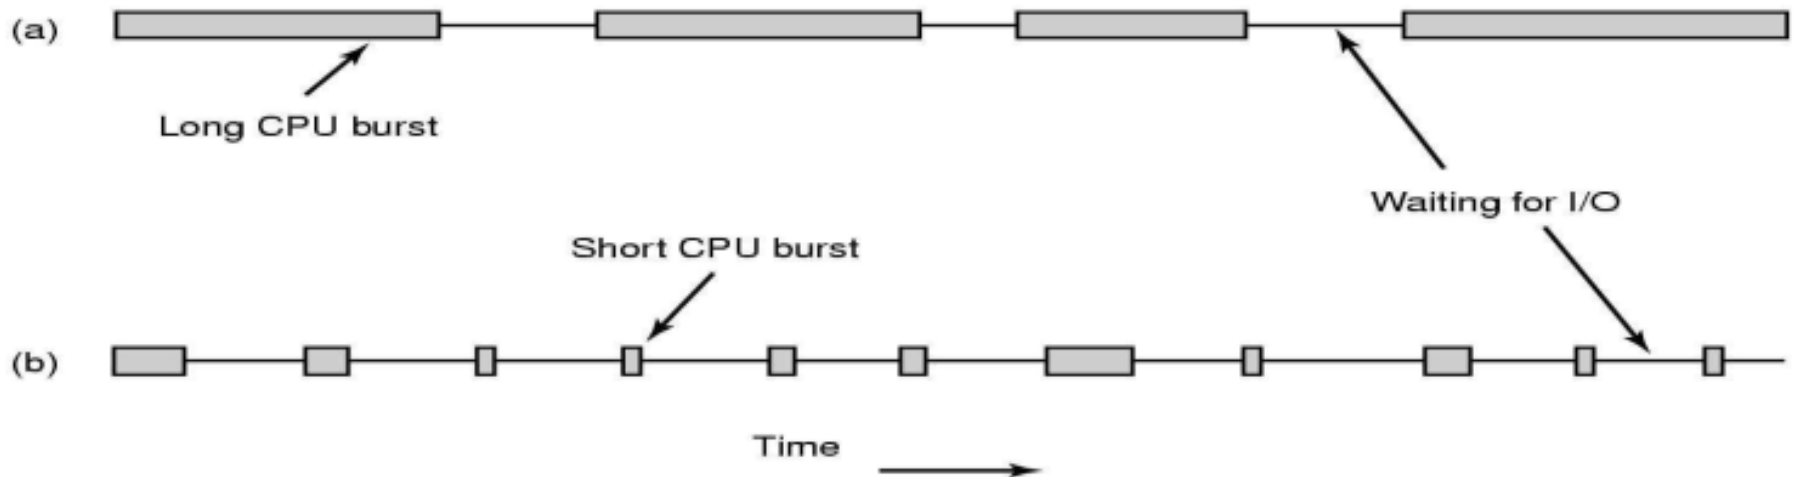 (a)
Long CPU burst
Waiting for I/O
Short CPU burst
(b)
Time